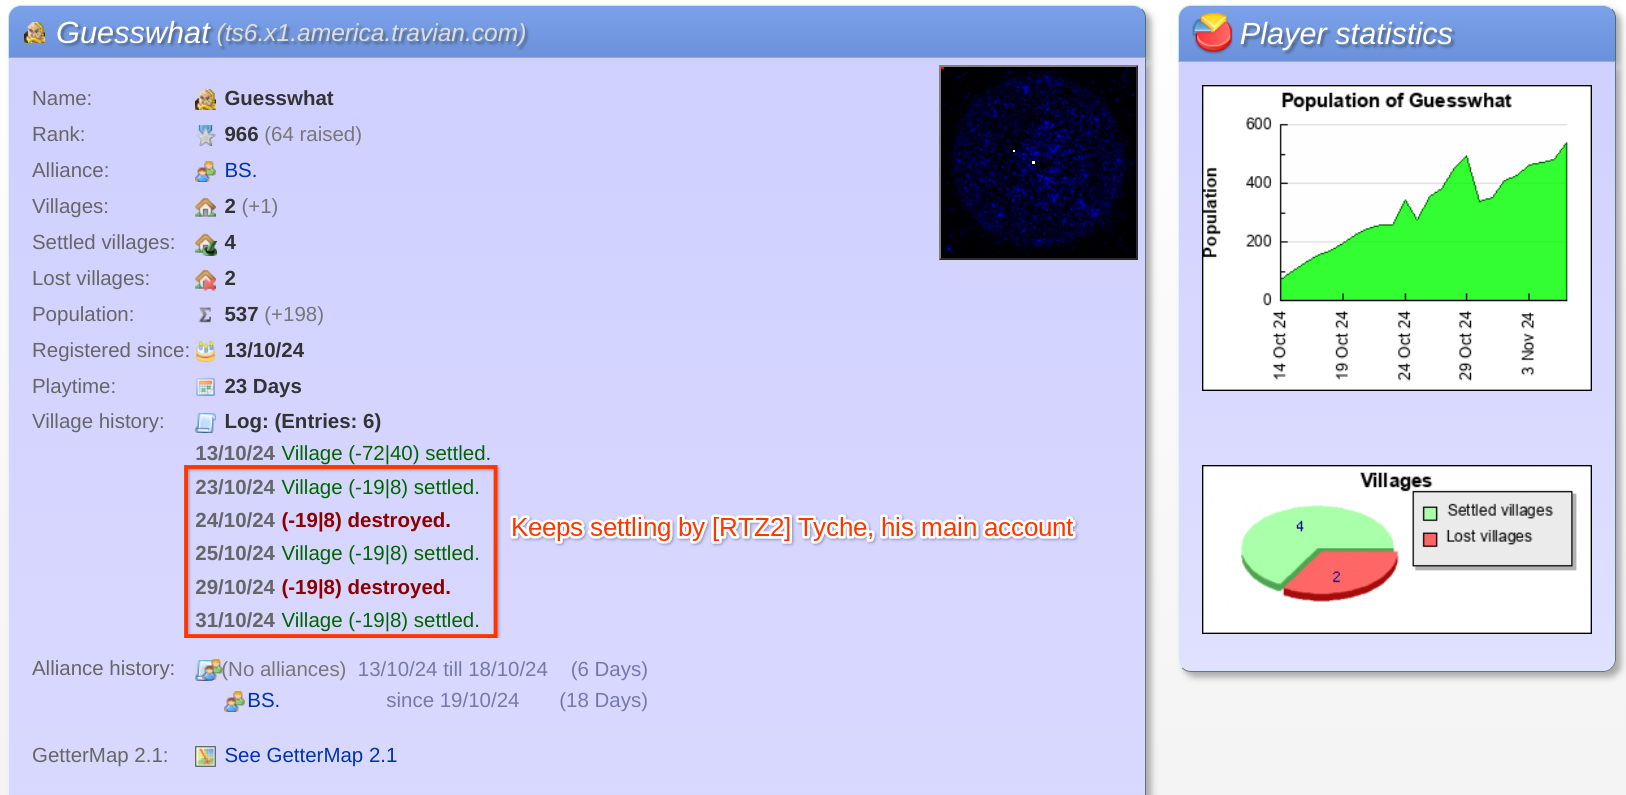 Guesswhat (ts6.x1.america.travian.com)
Name: Guesswhat
Rank: 966 (64 raised)
Alliance: BS.
Villages: 2 (+1)
Settled villages: 4
Lost villages: 2
Population: Σ 537 (+198)
Registered since: 13/10/24
Playtime: 23 Days
Village history: Log: (Entries: 6)
13/10/24 Village (-72|40) settled.
23/10/24 Village (-19|8) settled.
24/10/24 (-19|8) destroyed.
25/10/24 Village (-19|8) settled.
29/10/24 (-19|8) destroyed.
31/10/24 Village (-19|8) settled.
Keeps settling by [RTZ2] Tyche, his main account
Alliance history: (No alliances) 13/10/24 till 18/10/24 (6 Days)
BS. since 19/10/24 (18 Days)
GetterMap 2.1: See GetterMap 2.1
Player statistics
Population of Guesswhat
Population
600
400
200
0
14 Oct 24
19 Oct 24
24 Oct 24
29 Oct 24
3 Nov 24
Villages
Settled villages
Lost villages
4
2